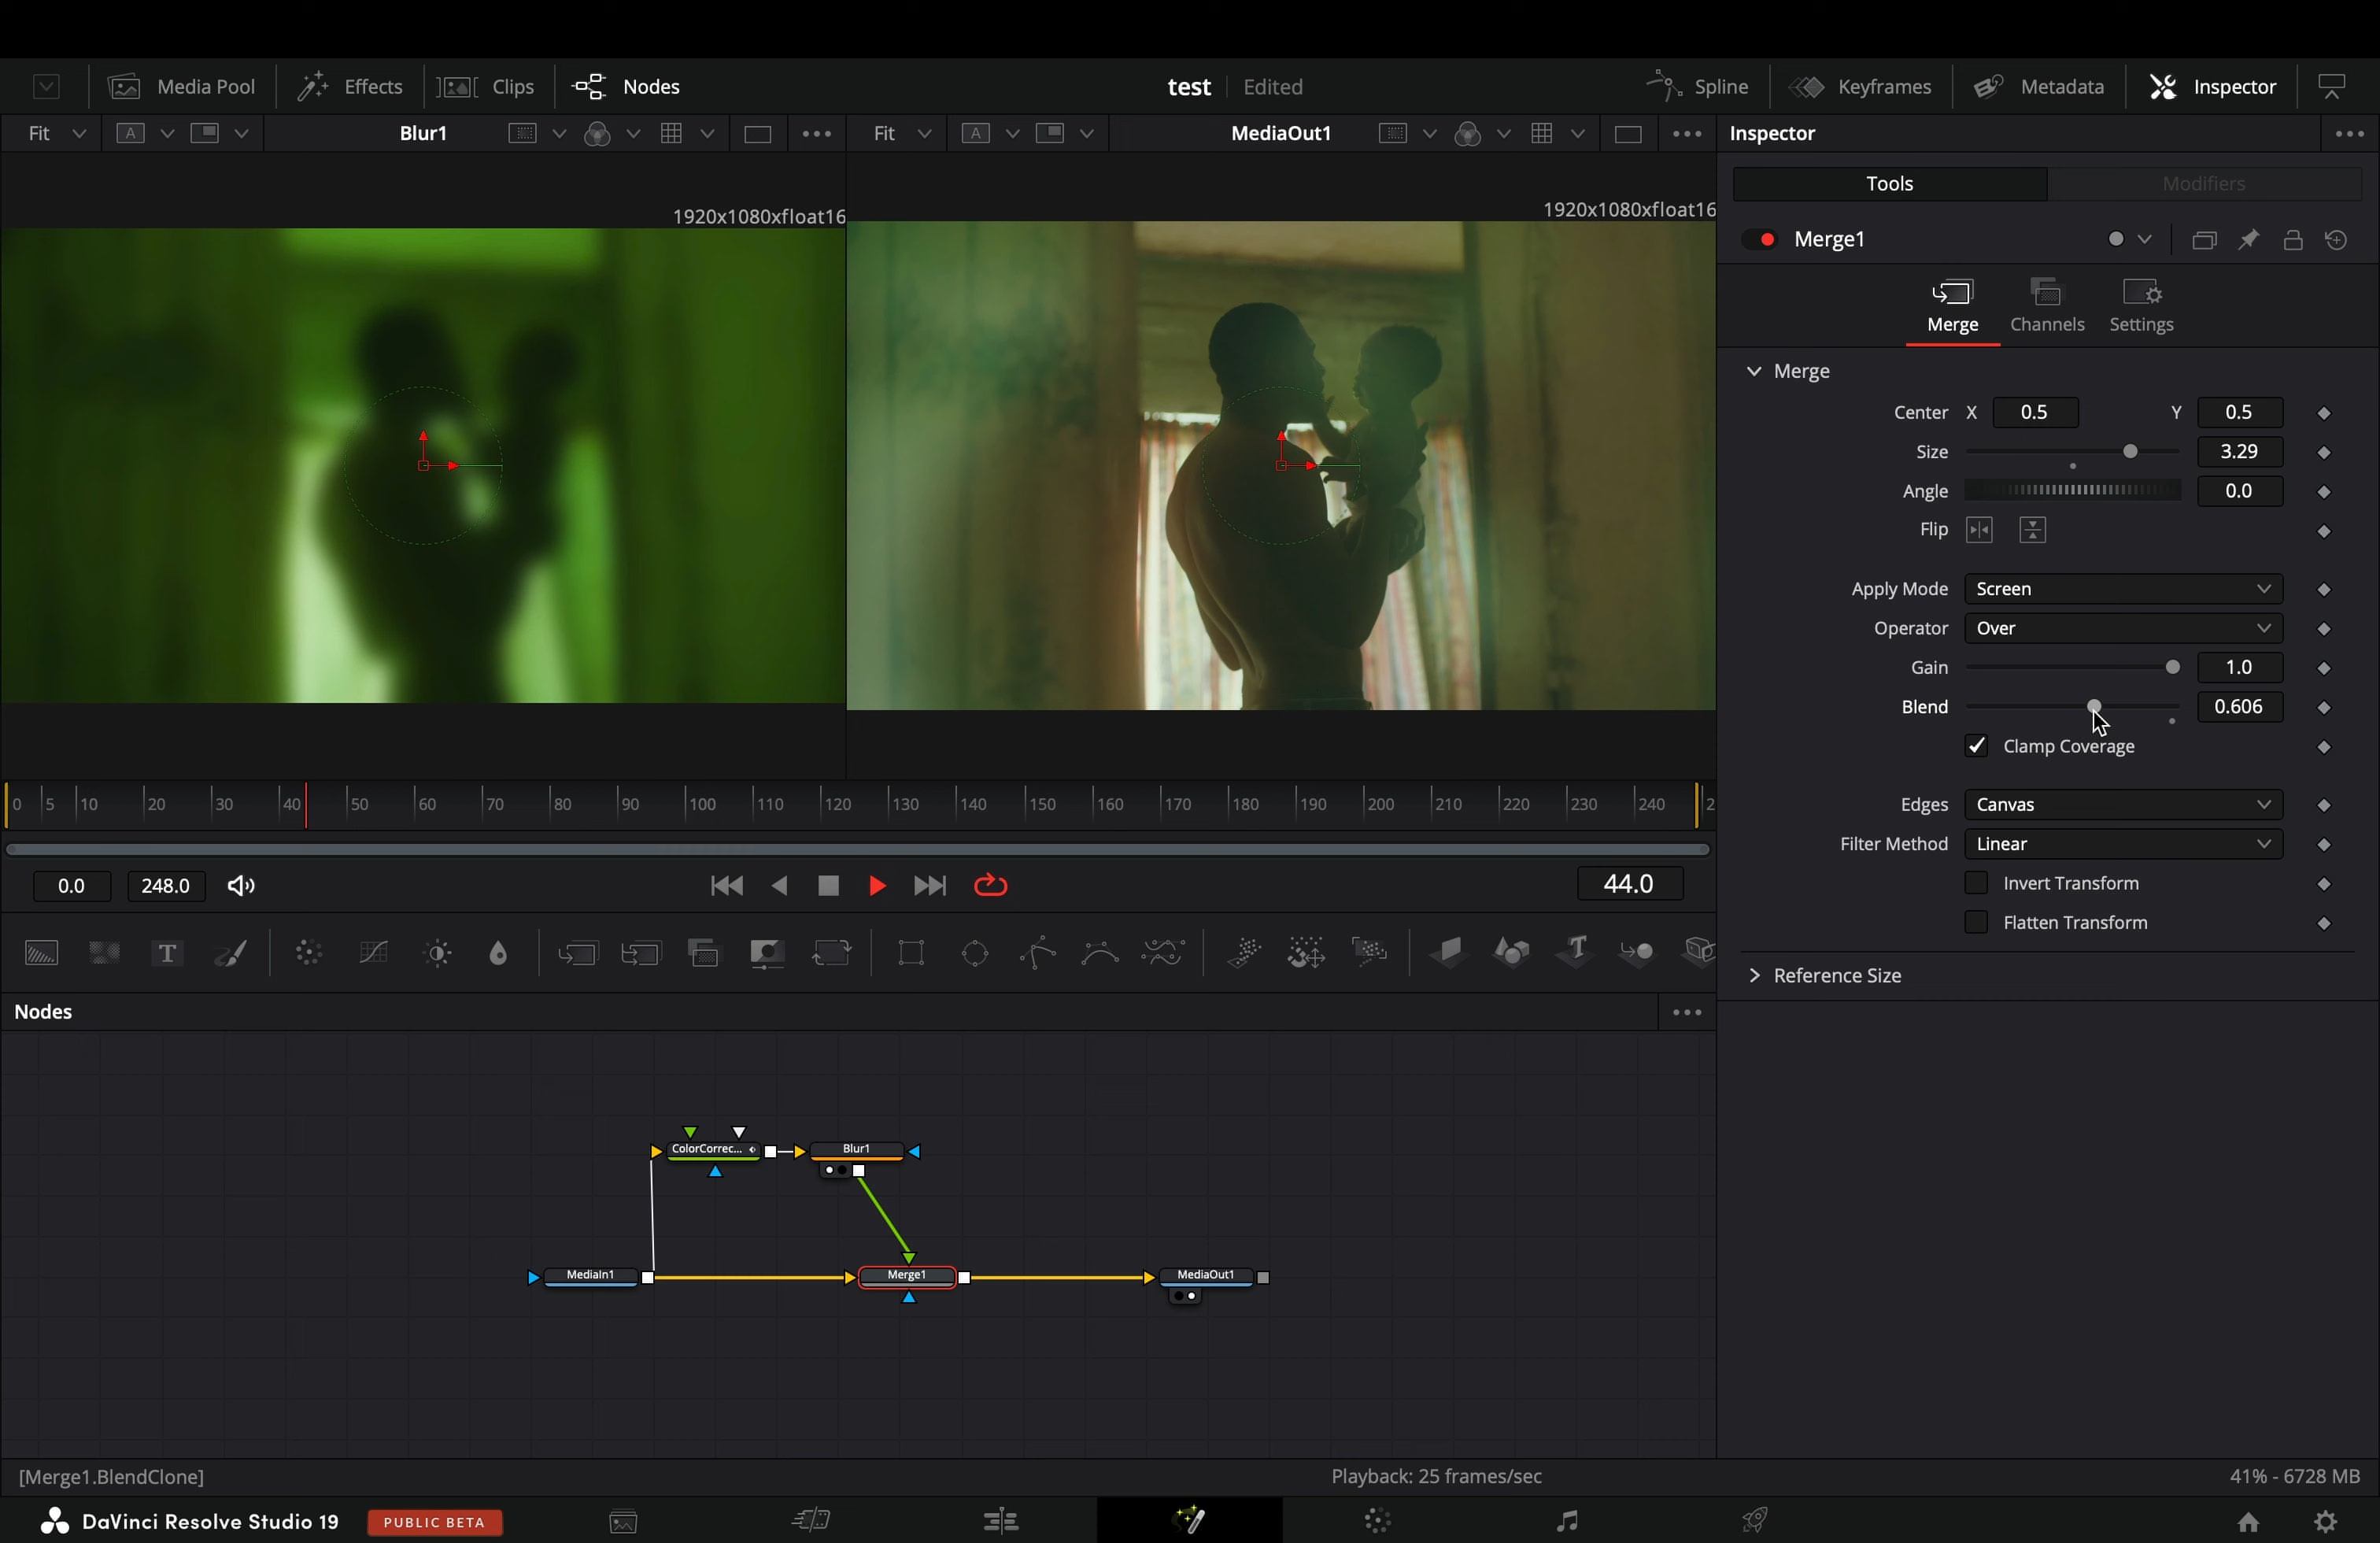 Media Pool Effects Clips Nodes test Edited Spline Keyframes Metadata Inspector
Fit A Blur1 Fit A MediaOut1 Inspector
1920x1080xfloat16 1920x1080xfloat16
Tools Modifiers
Merge1
Merge Channels Settings
Merge
Center X 0.5 Y 0.5
Size 3.29
Angle 0.0
Flip
Apply Mode Screen
Operator Over
Gain 1.0
Blend 0.606
Clamp Coverage
Edges Canvas
Filter Method Linear
Invert Transform
Flatten Transform
Reference Size
0 5 10 20 30 40 50 60 70 80 90 100 110 120 130 140 150 160 170 180 190 200 210 220 230 240 2
0.0 248.0 44.0
T
Nodes
ColorCorrec... Blur1
MediaIn1 Merge1 MediaOut1
[Merge1.BlendClone] Playback: 25 frames/sec 41% - 6728 MB
DaVinci Resolve Studio 19 PUBLIC BETA